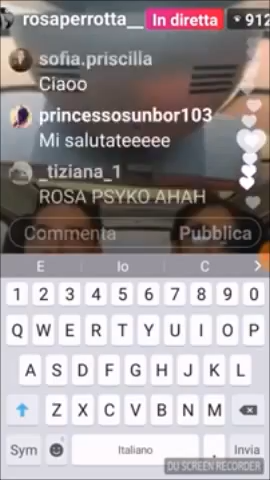 rosaperrotta__ In diretta 912
sofia.priscilla
Ciaoo
princessosunbor103
Mi salutateeeee
_tiziana_1
ROSA PSYKO AHAH
Commenta Pubblica
E Io C
1 2 3 4 5 6 7 8 9 0
Q W E R T Y U I O P
A S D F G H J K L
Z X C V B N M
Sym Italiano . Invia
DU SCREEN RECORDER